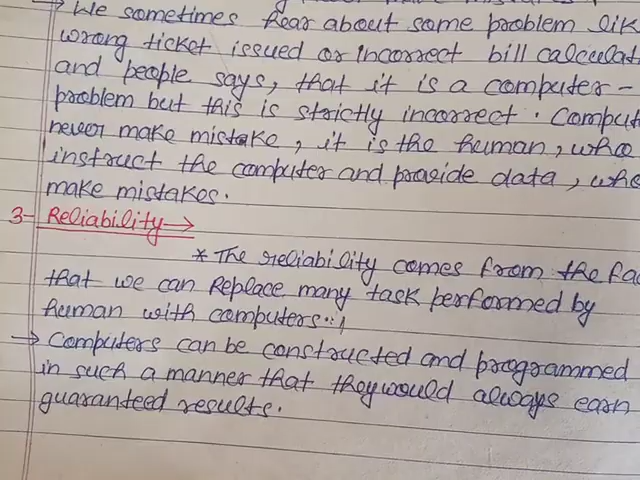 → We sometimes hear about some problem lik
wrong ticket issued or incorrect bill calculat
and people says, that it is a computer –
problem but this is strictly incorrect. Comput
never make mistake, it is the human, who
instruct the computer and provide data, who
make mistakes.
3- Reliability →
* The reliability comes from the fac
that we can Replace many task performed by
human with computers.
→ Computers can be constructed and programmed
in such a manner that they would always earn
guaranteed results.